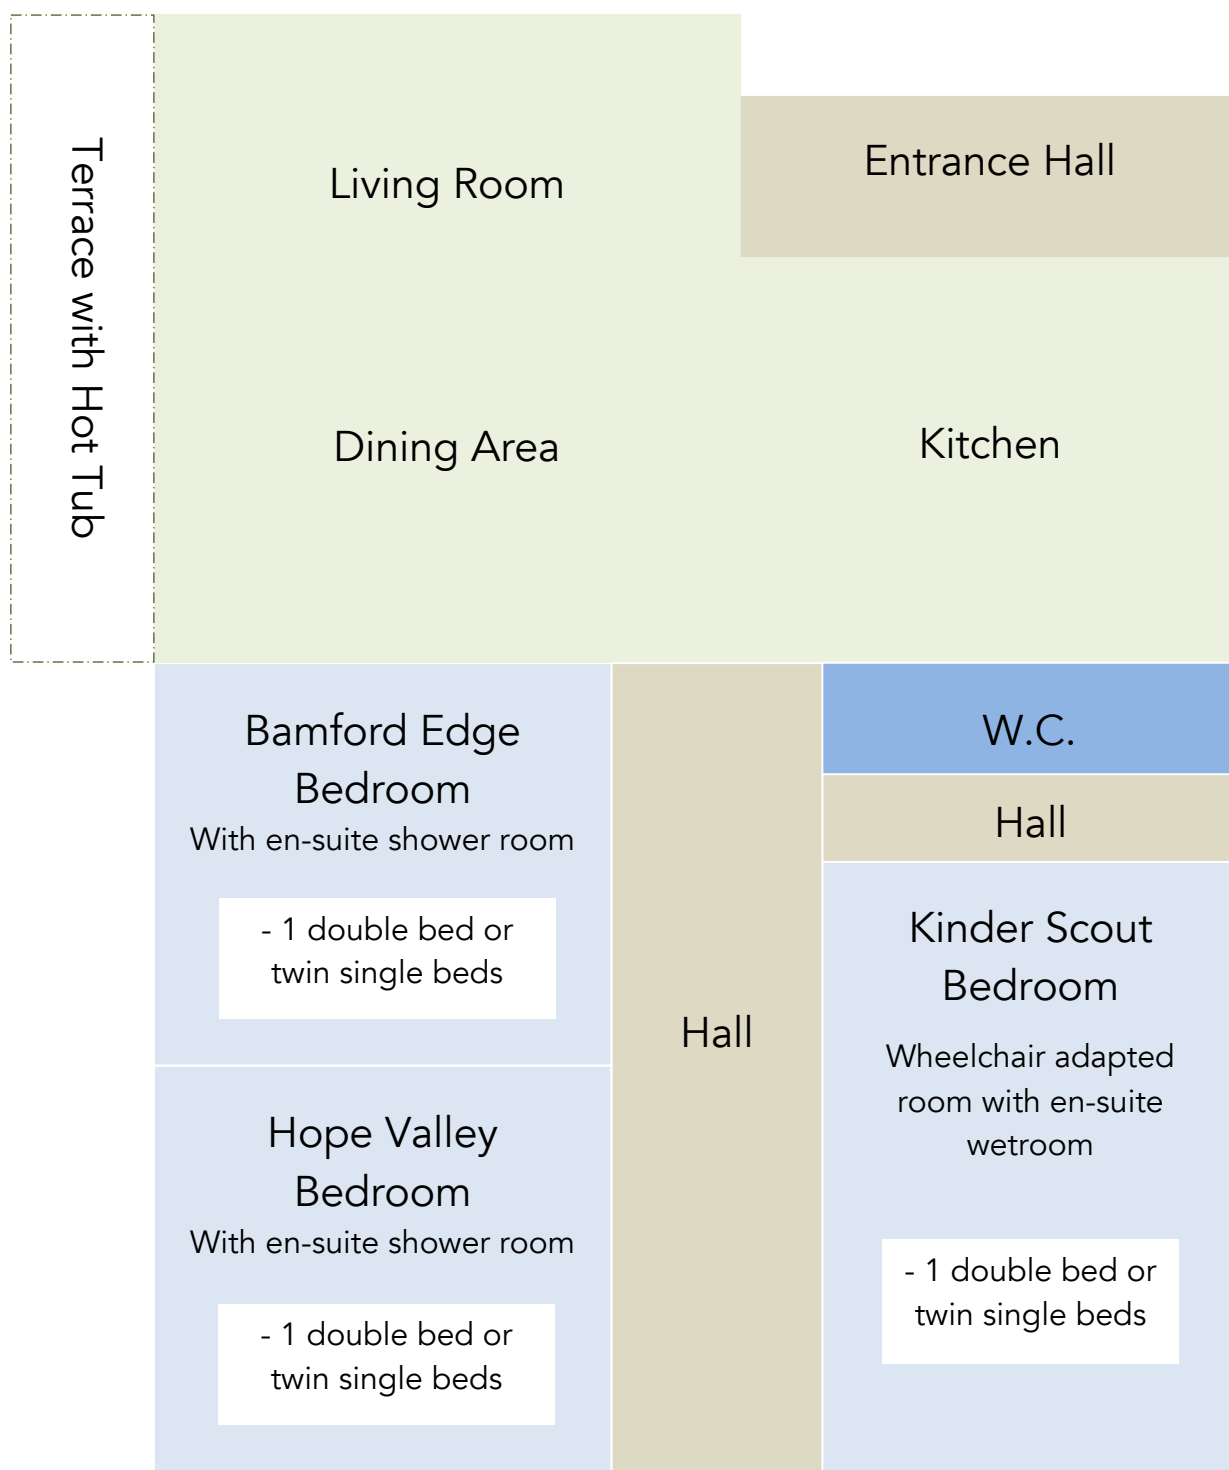 Terrace with Hot Tub
Living Room
Entrance Hall
Dining Area
Kitchen
Bamford Edge
Bedroom
With en-suite shower room
- 1 double bed or
twin single beds
Hope Valley
Bedroom
With en-suite shower room
- 1 double bed or
twin single beds
Hall
W.C.
Hall
Kinder Scout
Bedroom
Wheelchair adapted
room with en-suite
wetroom
- 1 double bed or
twin single beds